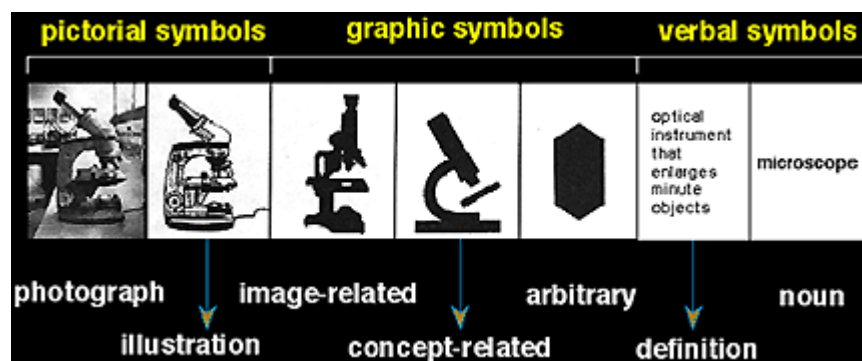 pictorial symbols graphic symbols verbal symbols
optical
instrument
that
enlarges
minute
objects
microscope
photograph image-related arbitrary noun
illustration concept-related definition